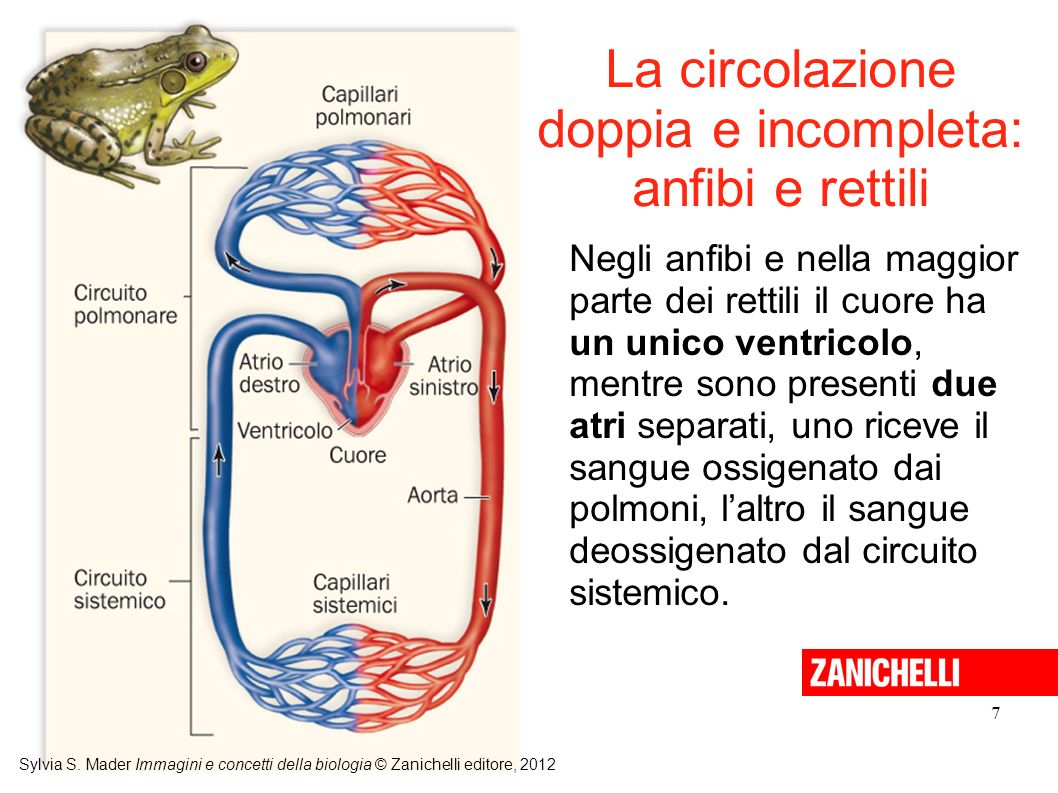 La circolazione
doppia e incompleta:
anfibi e rettili
Capillari
polmonari
Circuito
polmonare
Atrio
destro
Atrio
sinistro
Ventricolo
Cuore
Aorta
Circuito
sistemico
Capillari
sistemici
Negli anfibi e nella maggior
parte dei rettili il cuore ha
un unico ventricolo,
mentre sono presenti due
atri separati, uno riceve il
sangue ossigenato dai
polmoni, l’altro il sangue
deossigenato dal circuito
sistemico.
ZANICHELLI
7
Sylvia S. Mader Immagini e concetti della biologia © Zanichelli editore, 2012